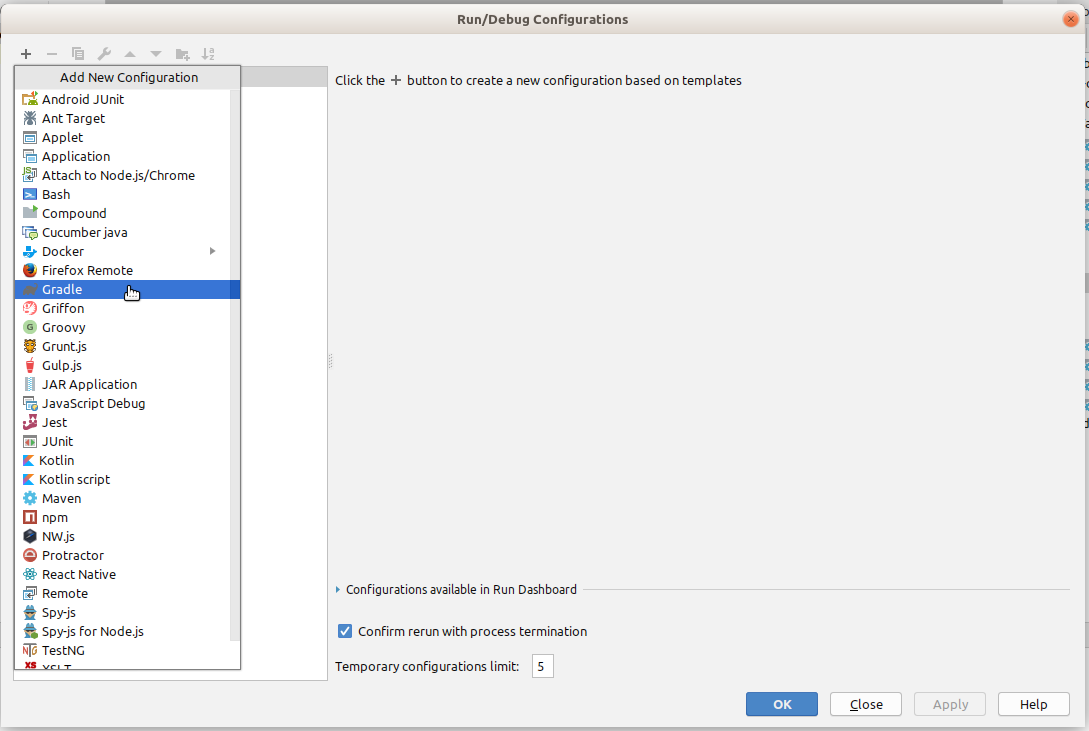 Run/Debug Configurations
Add New Configuration
Click the + button to create a new configuration based on templates
Android JUnit
Ant Target
Applet
Application
Attach to Node.js/Chrome
Bash
Compound
Cucumber java
Docker
Firefox Remote
Gradle
Griffon
Groovy
Grunt.js
Gulp.js
JAR Application
JavaScript Debug
Jest
JUnit
Kotlin
Kotlin script
Maven
npm
NW.js
Protractor
React Native
Remote
Spy-js
Spy-js for Node.js
TestNG
XSLT
Configurations available in Run Dashboard
Confirm rerun with process termination
Temporary configurations limit: 5
OK
Close
Apply
Help